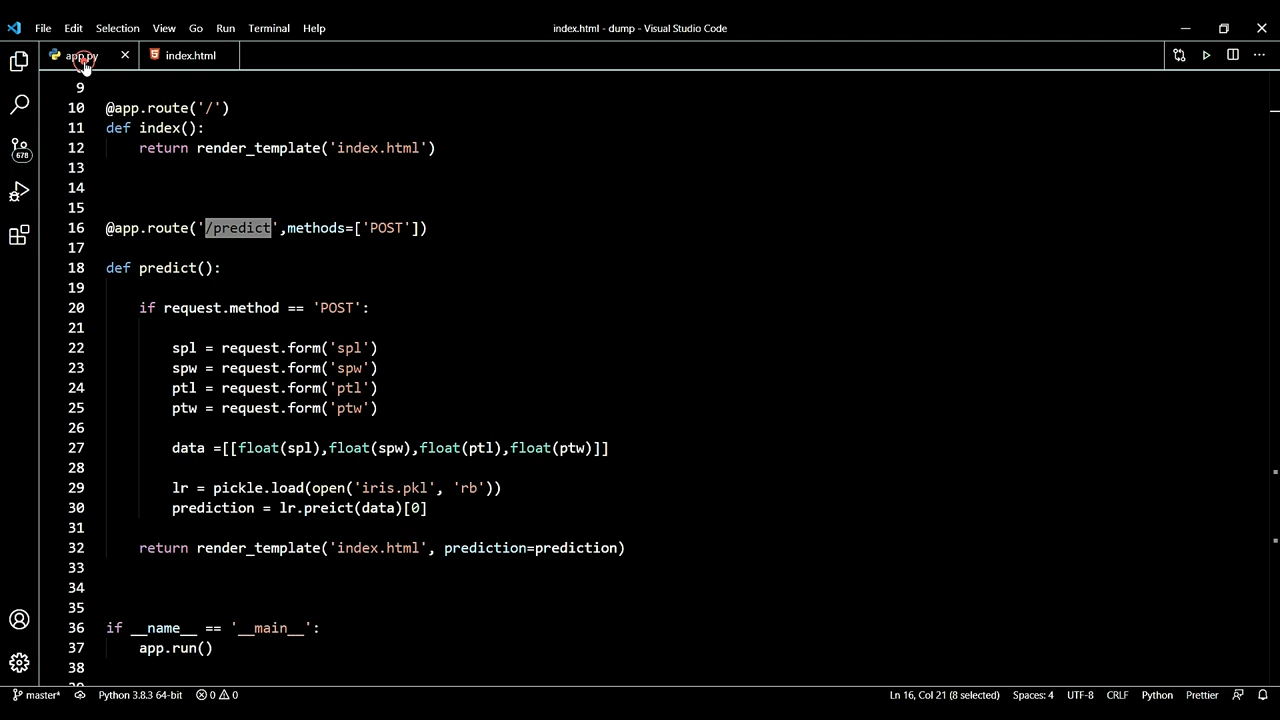 File Edit Selection View Go Run Terminal Help index.html - dump - Visual Studio Code
app.py index.html
9
10 @app.route('/')
11 def index():
12 return render_template('index.html')
13
14
15
16 @app.route('/predict',methods=['POST'])
17
18 def predict():
19
20 if request.method == 'POST':
21
22 spl = request.form('spl')
23 spw = request.form('spw')
24 ptl = request.form('ptl')
25 ptw = request.form('ptw')
26
27 data =[[float(spl),float(spw),float(ptl),float(ptw)]]
28
29 lr = pickle.load(open('iris.pkl', 'rb'))
30 prediction = lr.preict(data)[0]
31
32 return render_template('index.html', prediction=prediction)
33
34
35
36 if __name__ == '__main__':
37 app.run()
38
678
master* Python 3.8.3 64-bit 0 0 Ln 16, Col 21 (8 selected) Spaces: 4 UTF-8 CRLF Python Prettier